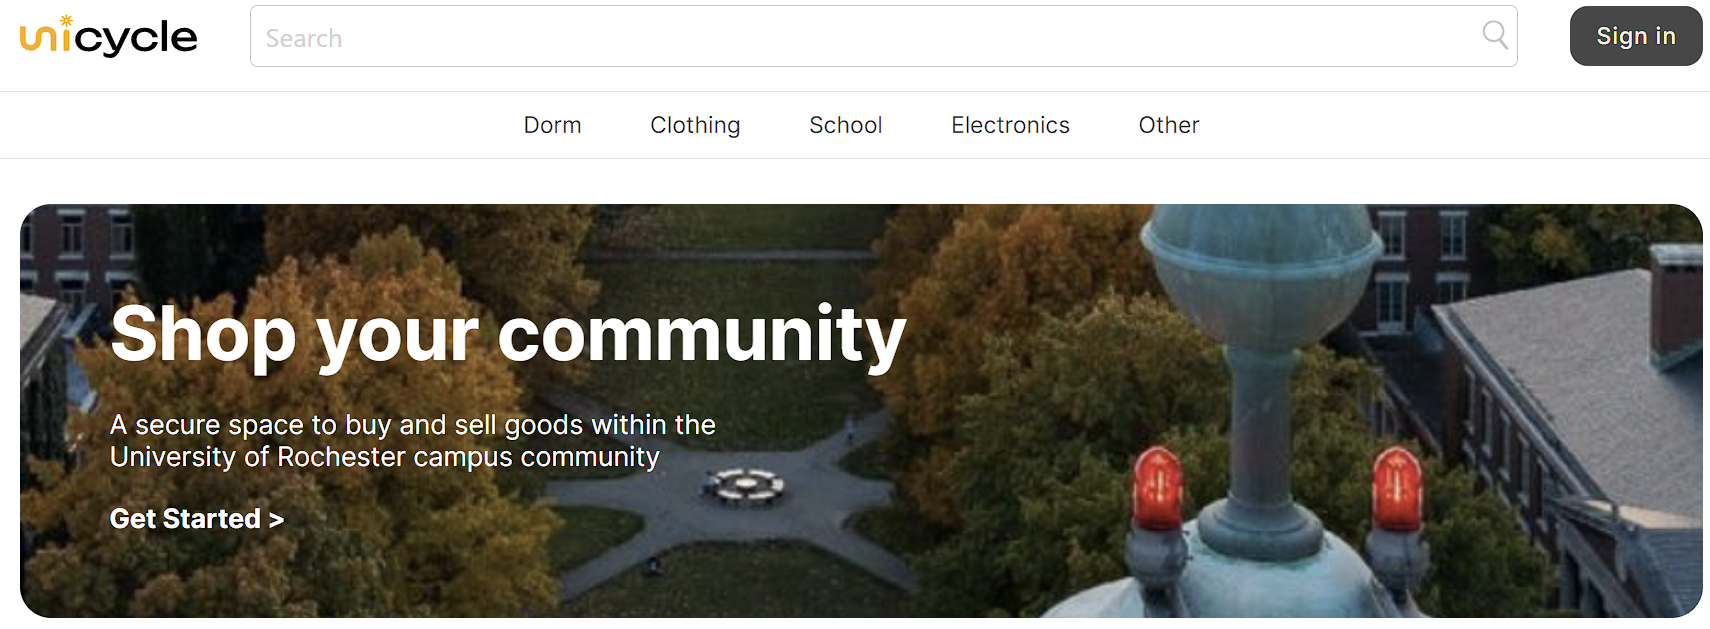 unicycle
Search
Sign in
Dorm
Clothing
School
Electronics
Other
Shop your community
A secure space to buy and sell goods within the
University of Rochester campus community
Get Started >